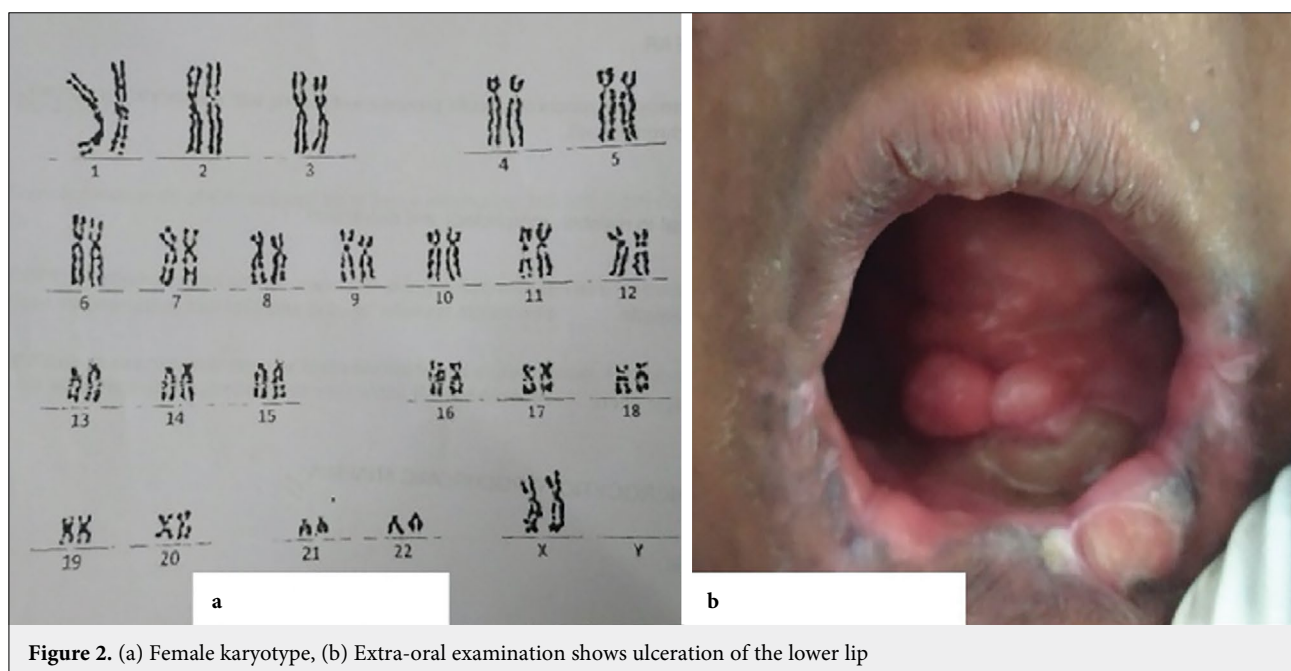 1 2 3 4 5
6 7 8 9 10 11 12
13 14 15 16 17 18
19 20 21 22 X Y
a b
Figure 2. (a) Female karyotype, (b) Extra-oral examination shows ulceration of the lower lip